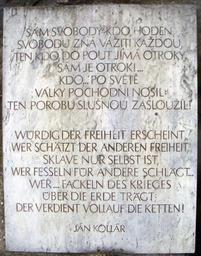 SÁM SVOBODY KDO HODEN,
SVOBODU ZNÁ VÁŽITI KAŽDOU,
TEN KDO DO POUT JÍMÁ OTROKY,
SÁM JE OTROK!...
KDO... PO SVĚTĚ
VÁLKY POCHODNI NOSIL:
TEN PORÓBU SLUŠNOU ZASLOUŽIL!
WÜRDIG DER FREIHEIT ERSCHEINT,
WER SCHÄTZT DER ANDEREN FREIHEIT,
SKLAVE NUR SELBST IST,
WER FESSELN FÜR ANDERE SCHLÄGT...
WER... FACKELN DES KRIEGES
ÜBER DIE ERDE TRÄGT:
DER VERDIENT VOLLAUF DIE KETTEN!
JÁN KOLLÁR